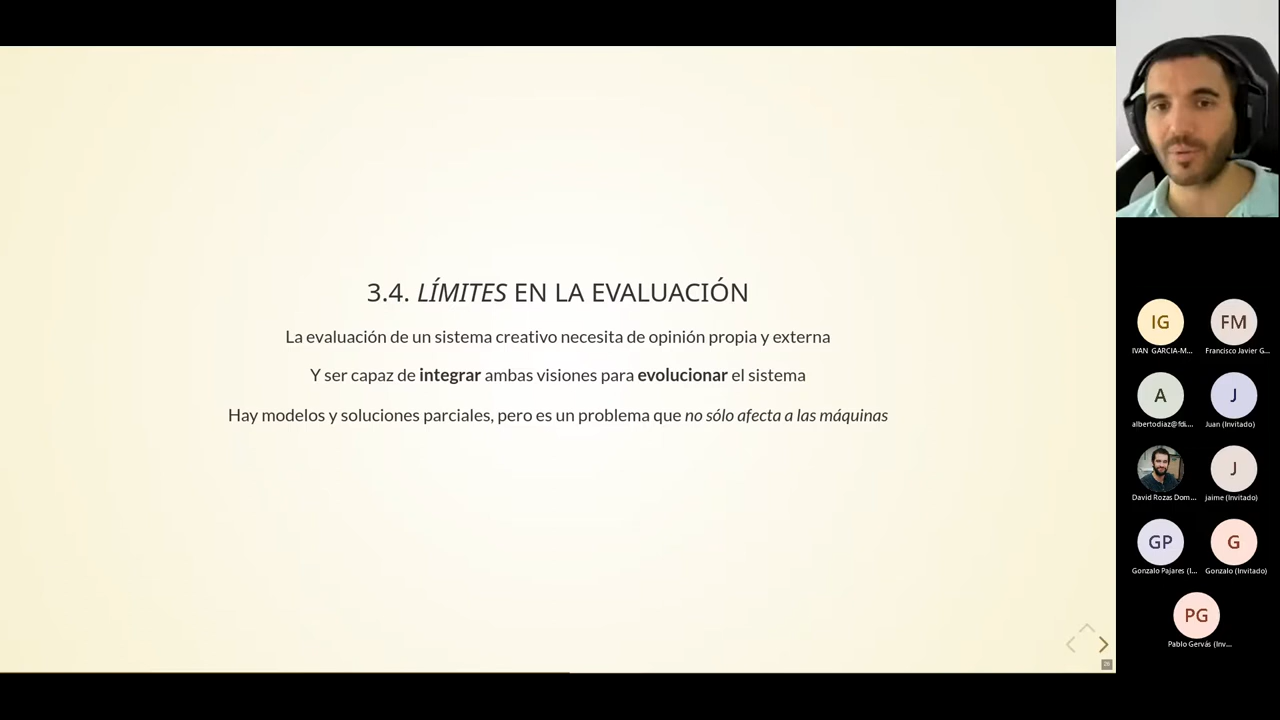 3.4. LÍMITES EN LA EVALUACIÓN
La evaluación de un sistema creativo necesita de opinión propia y externa
Y ser capaz de integrar ambas visiones para evolucionar el sistema
Hay modelos y soluciones parciales, pero es un problema que no sólo afecta a las máquinas
IG
FM
IVAN GARCIA-M...
Francisco Javier G...
A
J
albertodiaz@fdi....
Juan (Invitado)
J
David Rozas Dom...
jaime (Invitado)
GP
G
Gonzalo Pajares (I...
Gonzalo (Invitado)
PG
Pablo Gervás (Inv...